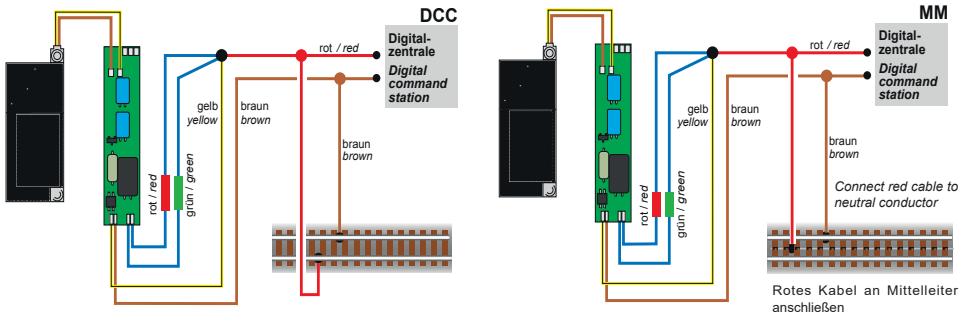 DCC
Digital-
zentrale
Digital
command
station
rot / red
gelb
yellow
braun
brown
braun
brown
rot / red
grün / green
MM
Digital-
zentrale
Digital
command
station
rot / red
gelb
yellow
braun
brown
braun
brown
rot / red
grün / green
Connect red cable to
neutral conductor
Rotes Kabel an Mittelleiter
anschließen